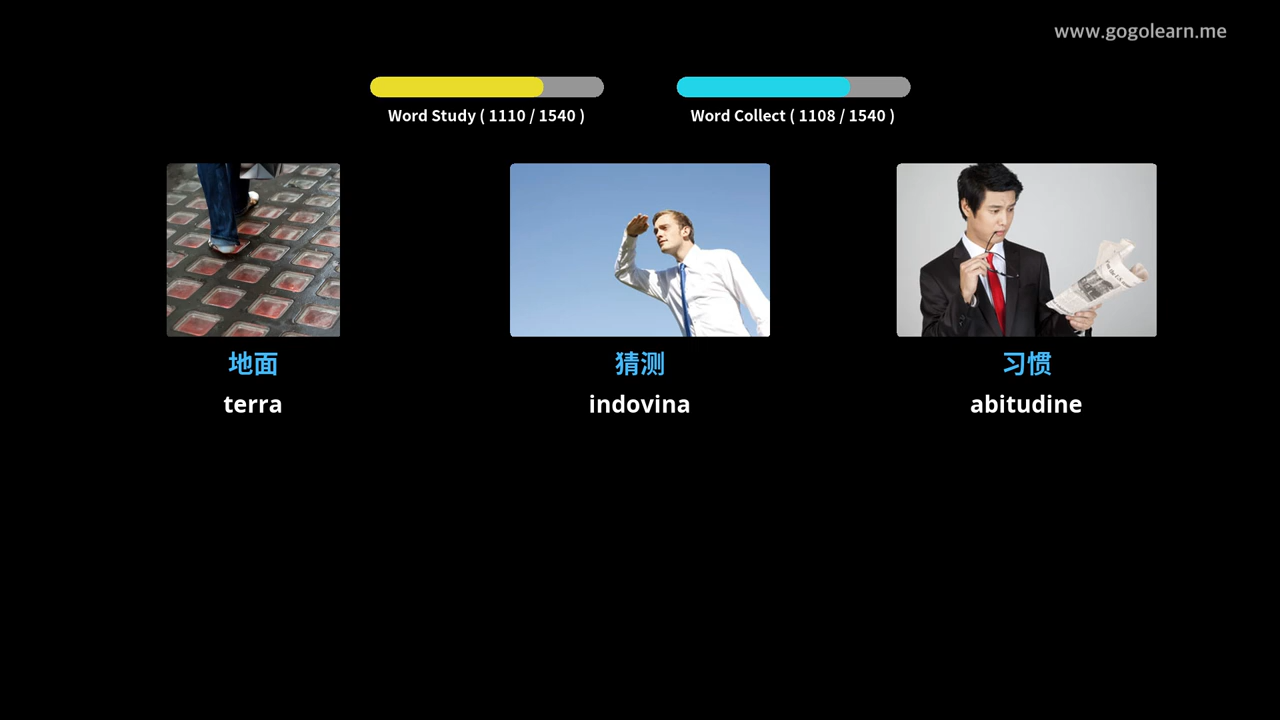 www.gogolearn.me
Word Study ( 1110 / 1540 )
Word Collect ( 1108 / 1540 )
地面
猜测
习惯
terra
indovina
abitudine